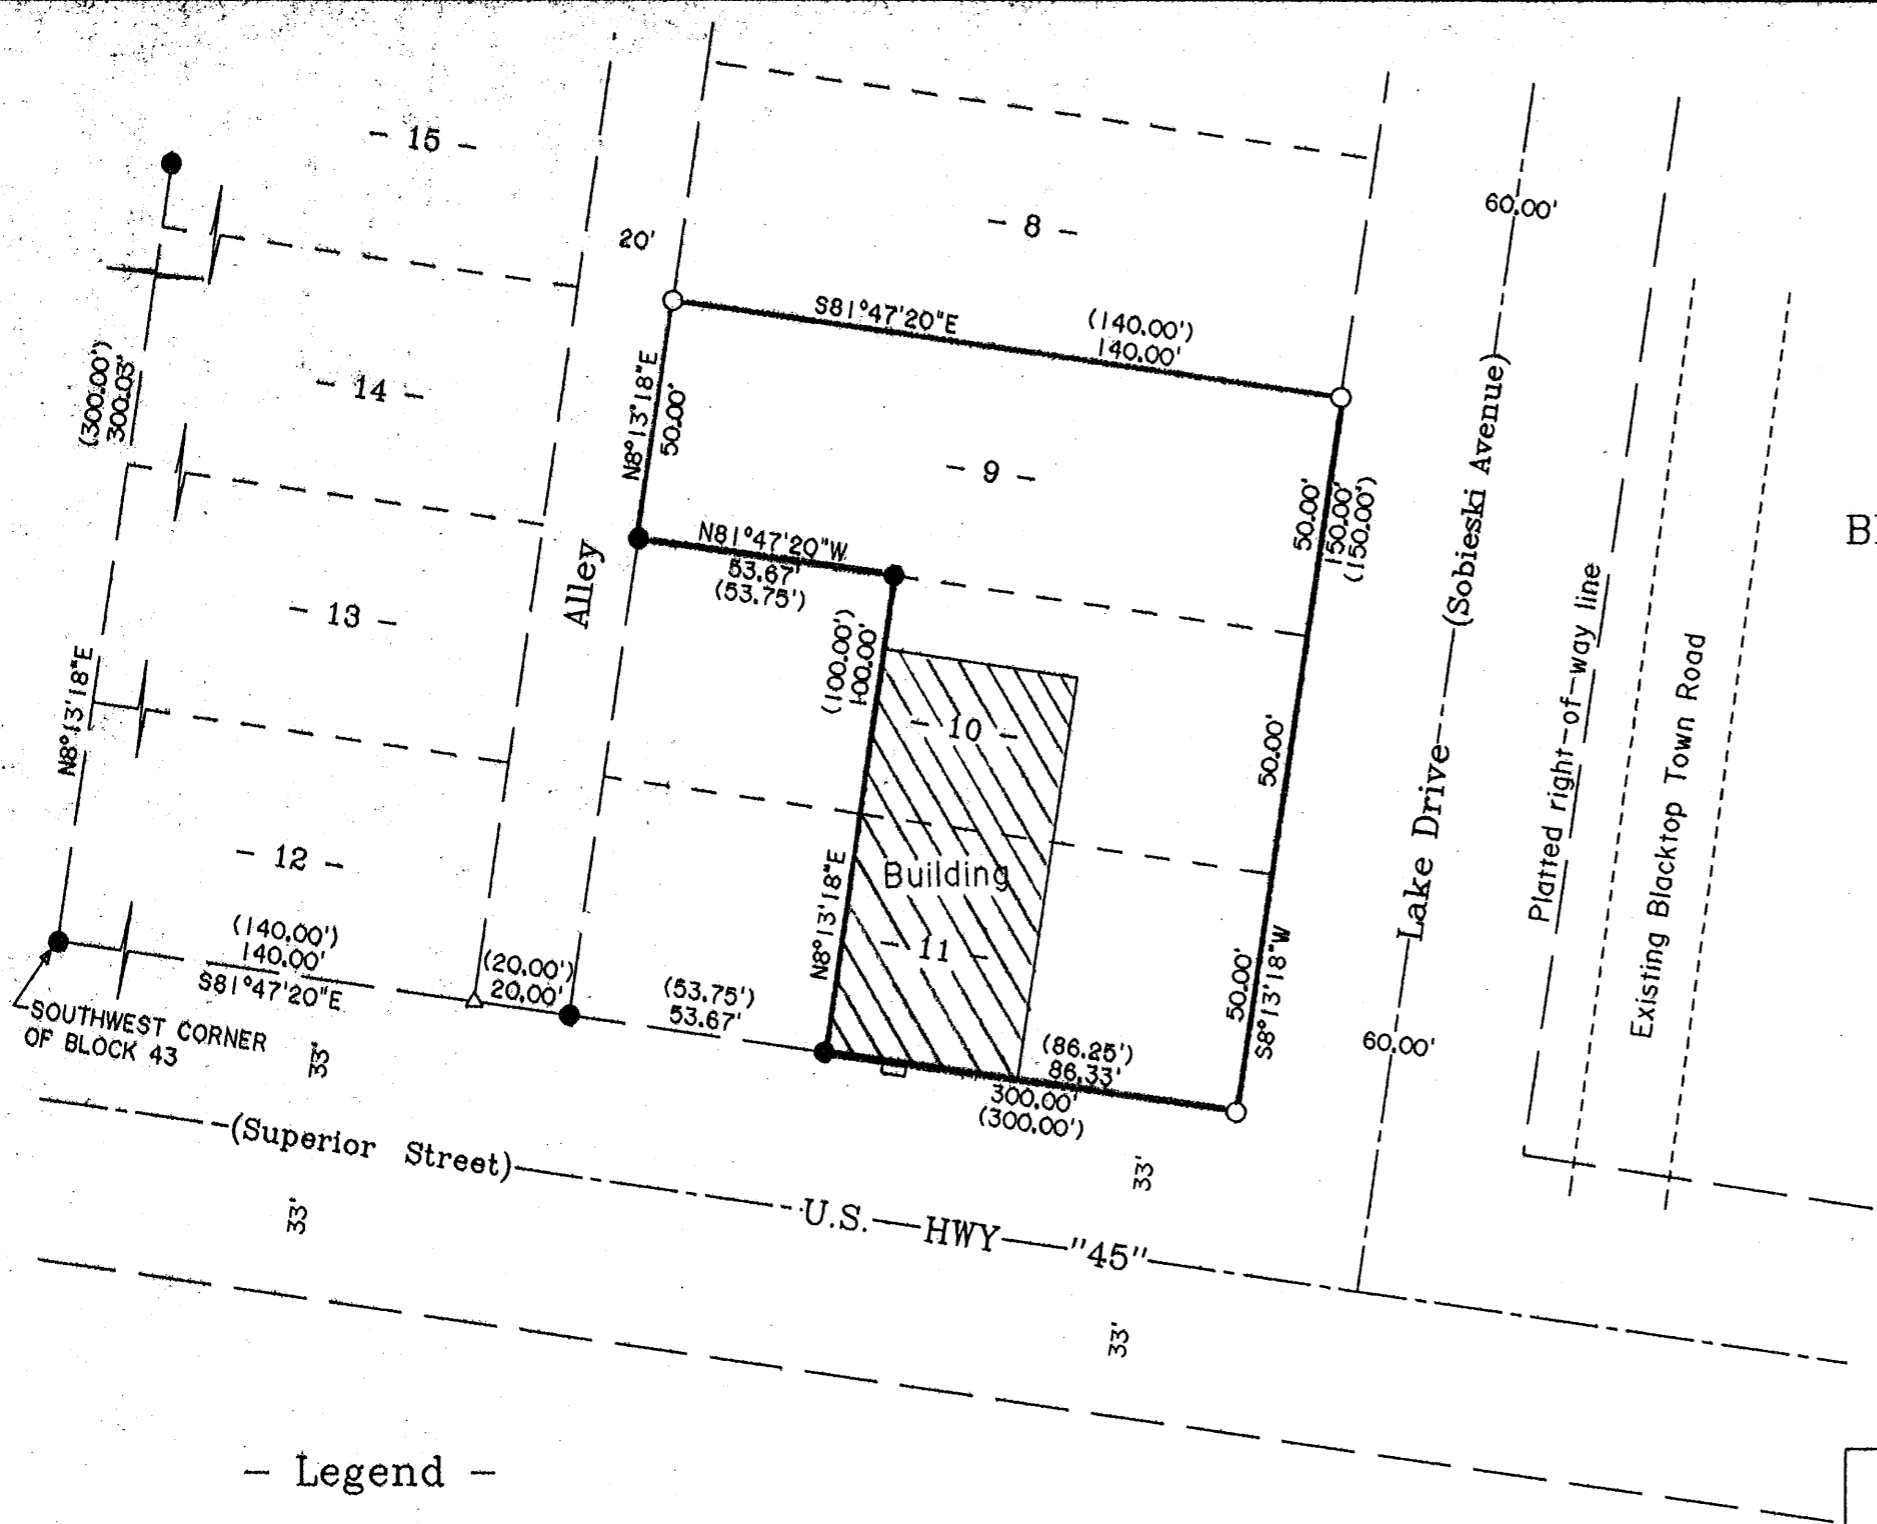 - 15 -
20'
- 8 -
60.00'
S81°47'20"E
(140.00')
140.00'
(300.00')
300.03'
- 14 -
N8°13'18"E
50.00'
- 9 -
50.00'
150.00'
(150.00')
Lake Drive (Sobieski Avenue)
Platted right-of-way line
Existing Blacktop Town Road
N81°47'20"W
53.67'
(53.75')
Alley
- 13 -
(100.00')
100.00'
N8°13'18"E
- 10 -
50.00'
- 12 -
Building
N8°13'18"E
- 11 -
50.00'
S8°13'18"W
(140.00')
140.00'
S81°47'20"E
(20.00')
20.00'
(53.75')
53.67'
(86.25')
86.33'
300.00'
(300.00')
60.00'
SOUTHWEST CORNER
OF BLOCK 43
33'
(Superior Street) U.S. HWY "45"
33'
33'
33'
- Legend -